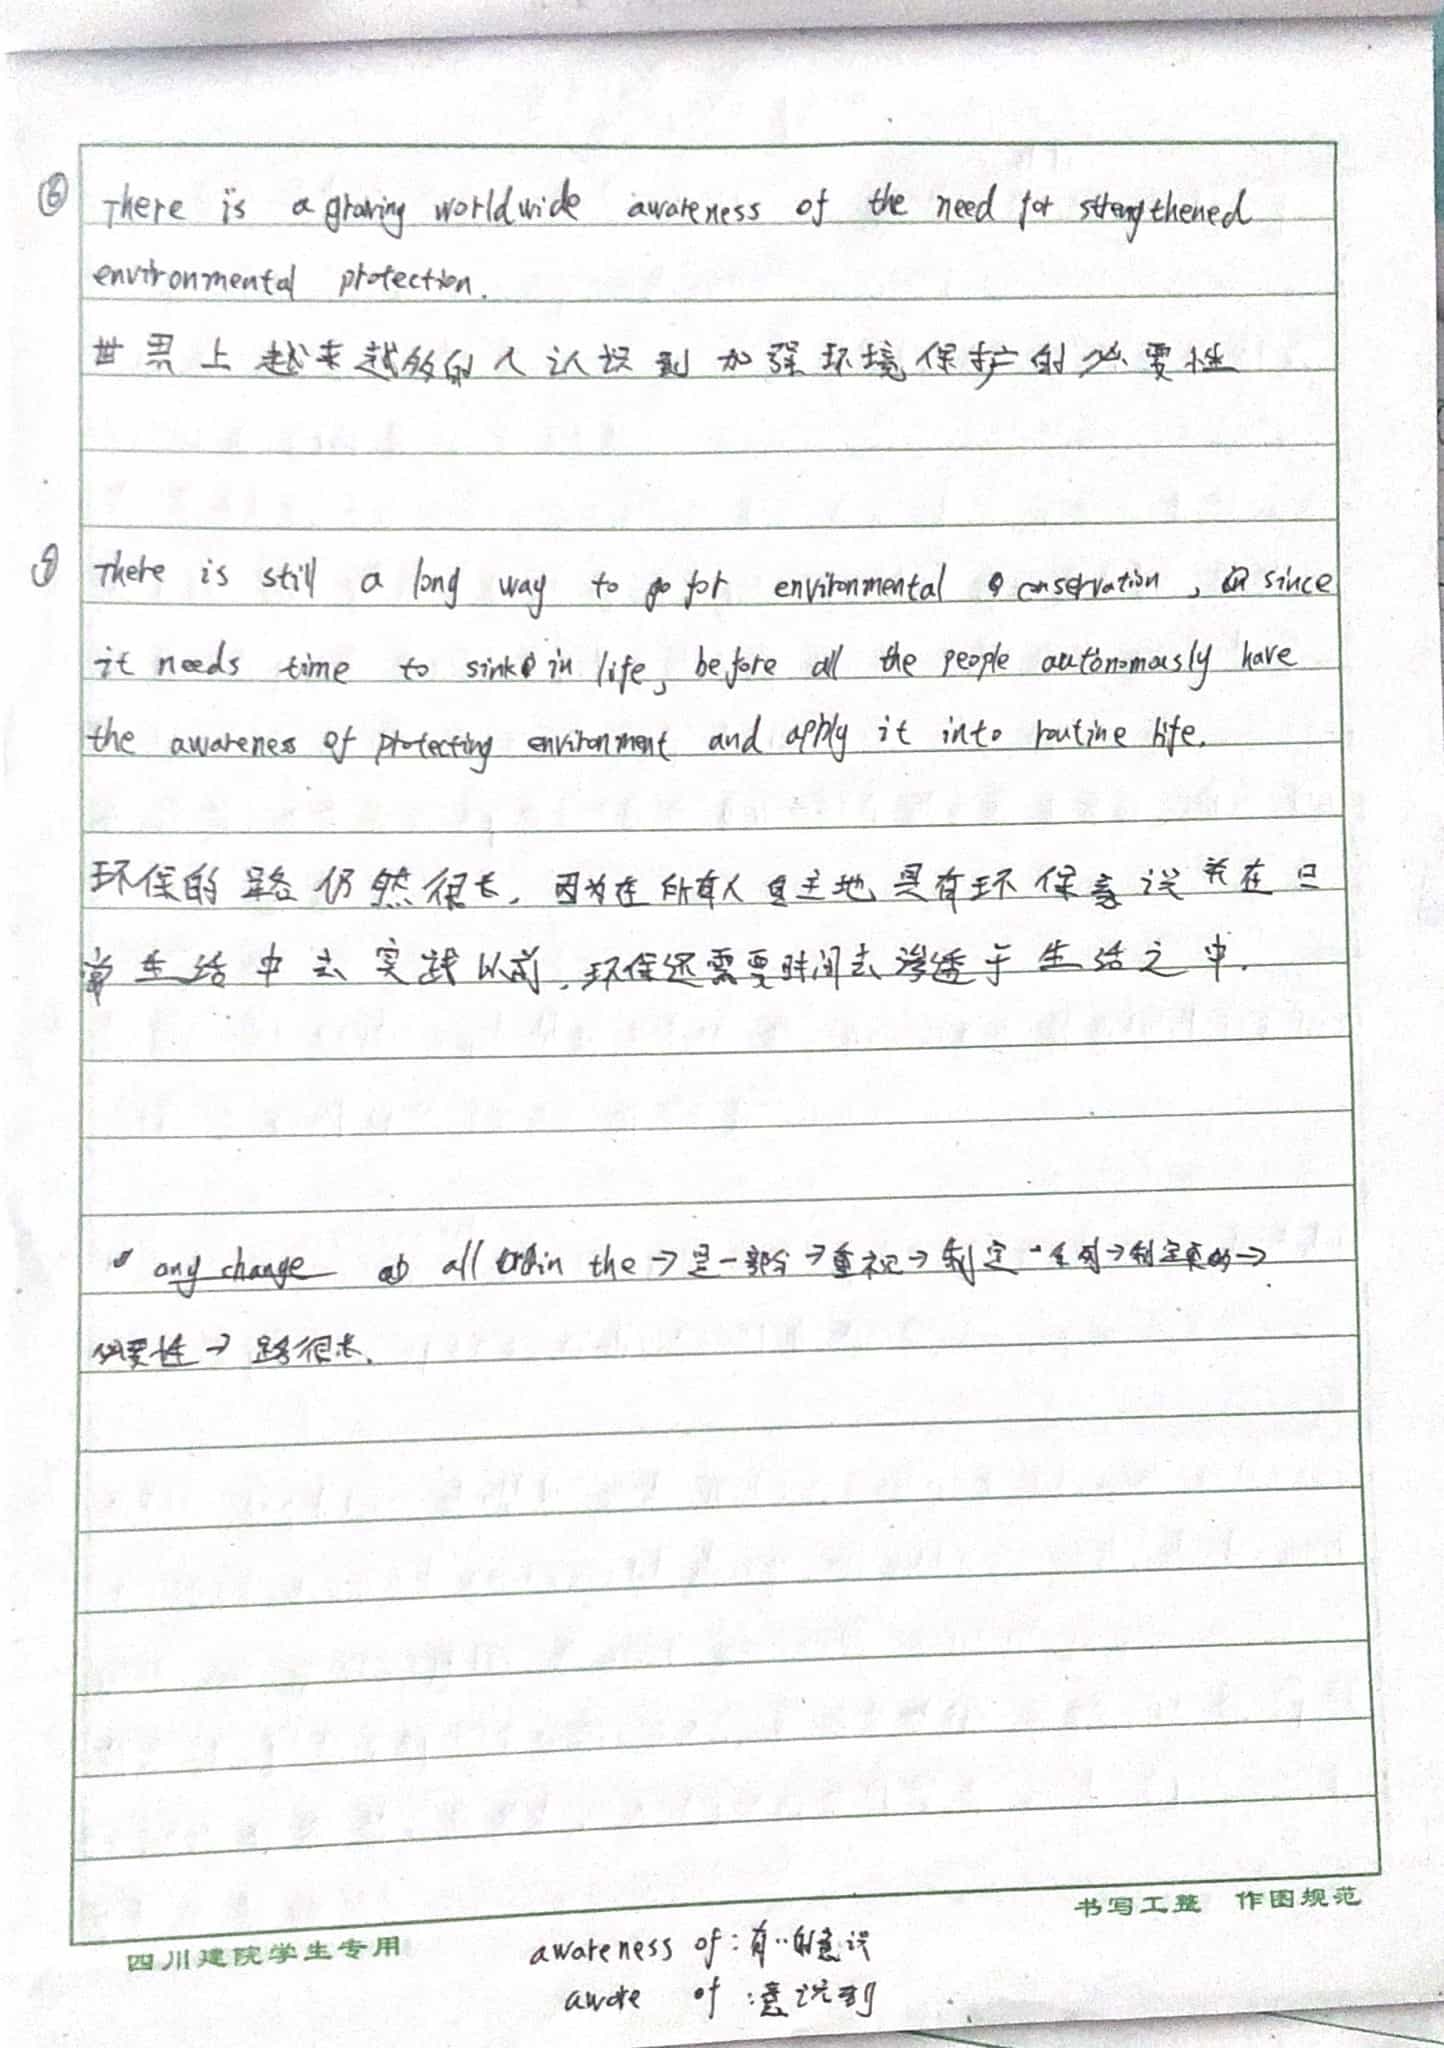 ⑥ There is a growing worldwide awareness of the need for strengthened
environmental protection.
世界上越来越多的人认识到加强环境保护的必要性
There is still a long way to go for environmental conservation, since
it needs time to sink in life, before all the people autonomously have
the awareness of protecting environment and apply it into routine life.
环保的路仍然很长,因为在所有人自主地具有环保意识并在日
常生活中去实践以前,环保还需要时间去渗透于生活之中.
any change all in the → 是一部分 → 重视 → 制定一系列 → 制定更的 →
必要性 → 路很长.
书写工整 作图规范
四川建院学生专用
awareness of : 有··的意识
aware of : 意识到